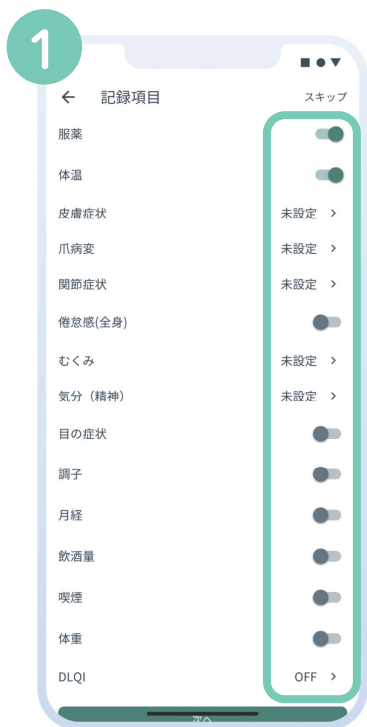 1
記録項目 スキップ
服薬
体温
皮膚症状 未設定
爪病変 未設定
関節症状 未設定
倦怠感(全身)
むくみ 未設定
気分（精神） 未設定
目の症状
調子
月経
飲酒量
喫煙
体重
DLQI OFF
次へ